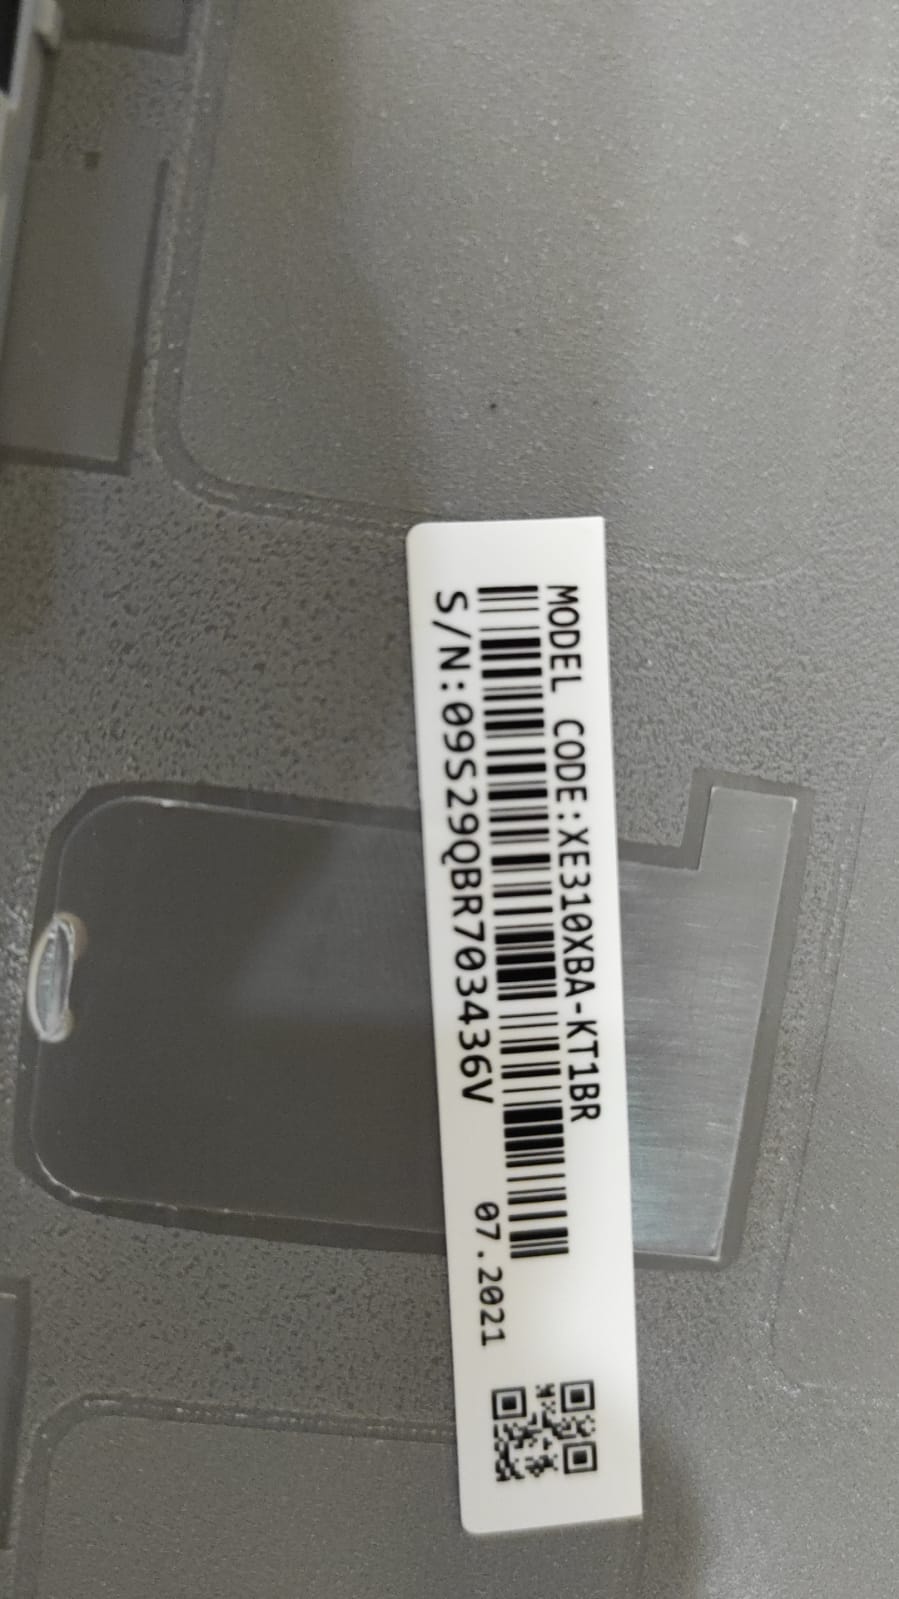 MODEL CODE:XE310XBA-KT1BR
S/N:09S29QBR703436V 07.2021